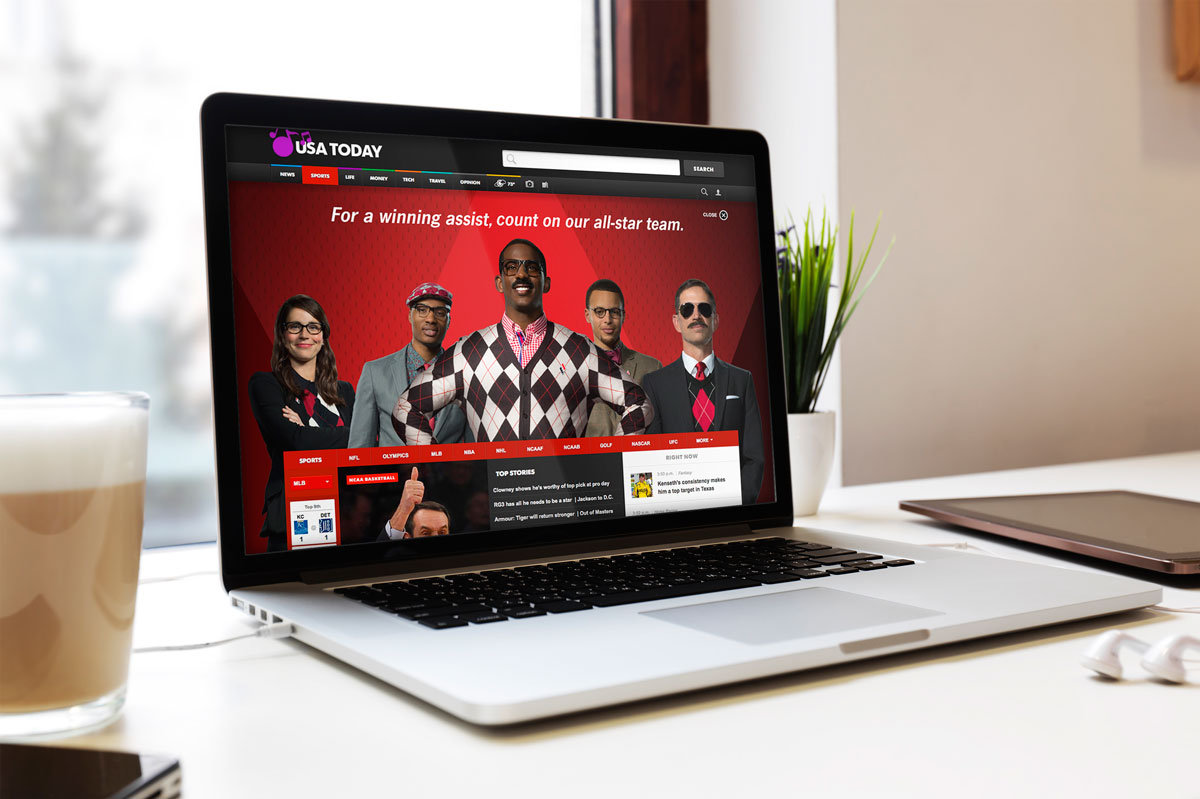 USA TODAY
SEARCH
NEWS SPORTS LIFE MONEY TECH TRAVEL OPINION 73°
For a winning assist, count on our all-star team.
CLOSE
SPORTS NFL OLYMPICS MLB NBA NHL NCAAF NCAAB GOLF NASCAR UFC MORE
MLB
NCAA BASKETBALL
TOP STORIES
RIGHT NOW
Clowney shows he's worthy of top pick at pro day
RG3 has all he needs to be a star | Jackson to D.C.
Armour: Tiger will return stronger | Out of Masters
Fantasy
Kenseth's consistency makes
him a top target in Texas
Top 5th
KC DET
1 1